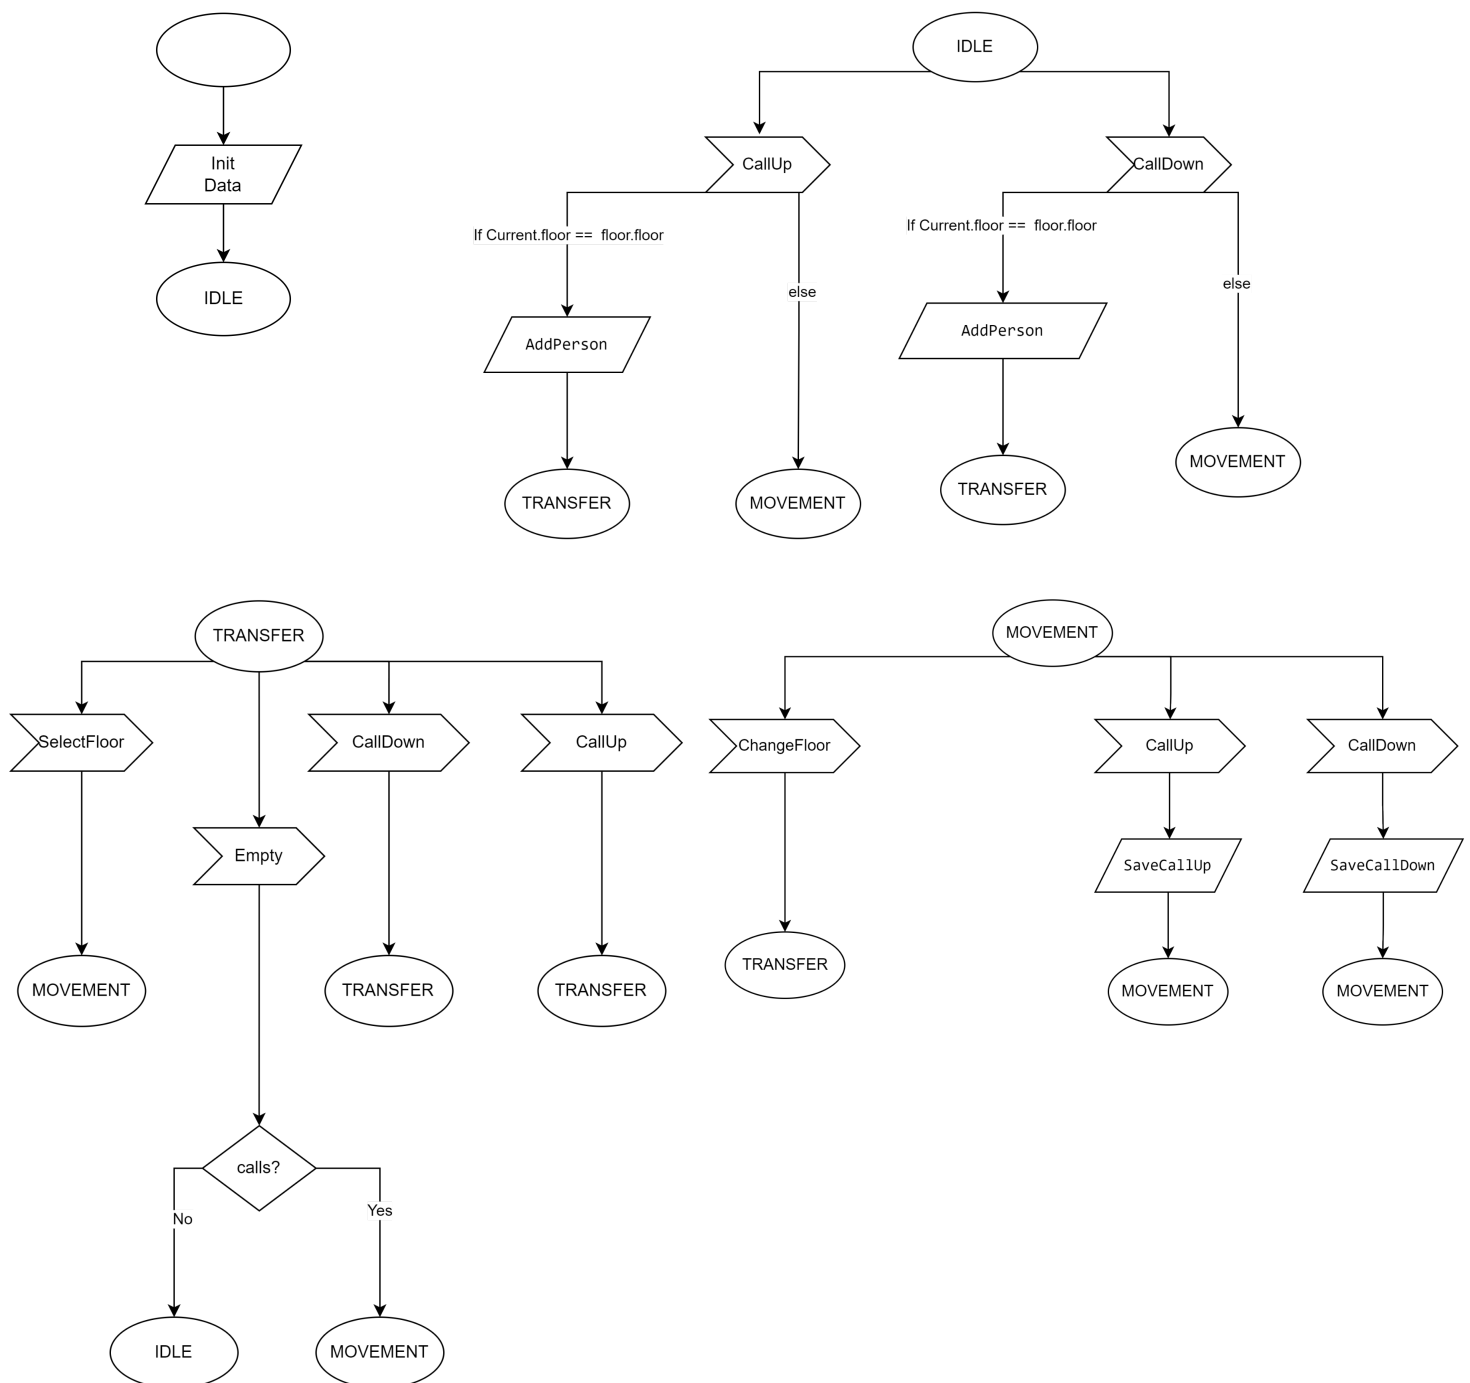 Init
Data
IDLE
IDLE
CallUp
CallDown
If Current.floor ==  floor.floor
else
If Current.floor ==  floor.floor
else
AddPerson
AddPerson
TRANSFER
MOVEMENT
TRANSFER
MOVEMENT
TRANSFER
SelectFloor
CallDown
CallUp
Empty
MOVEMENT
TRANSFER
TRANSFER
calls?
No
Yes
IDLE
MOVEMENT
MOVEMENT
ChangeFloor
CallUp
CallDown
SaveCallUp
SaveCallDown
TRANSFER
MOVEMENT
MOVEMENT